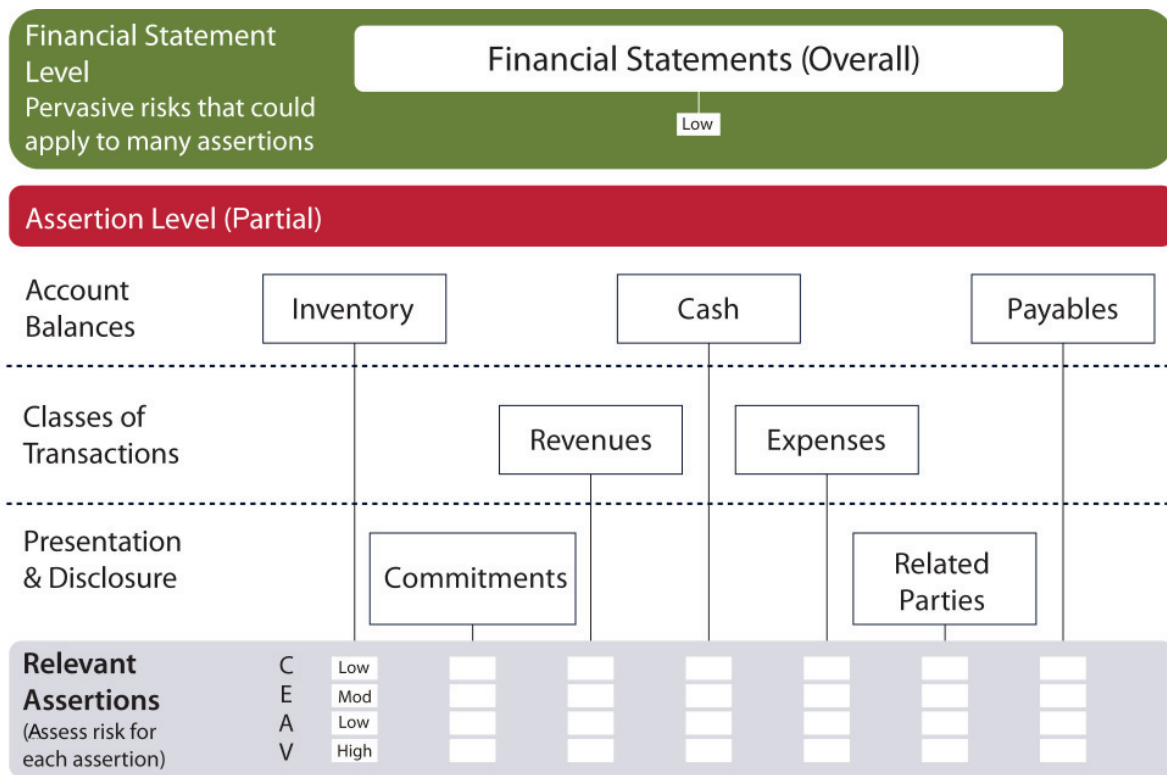 Financial Statement
Level
Pervasive risks that could
apply to many assertions
Financial Statements (Overall)
Low
Assertion Level (Partial)
Account
Balances
Inventory
Cash
Payables
Classes of
Transactions
Revenues
Expenses
Presentation
& Disclosure
Commitments
Related
Parties
Relevant
Assertions
(Assess risk for
each assertion)
C Low
E Mod
A Low
V High